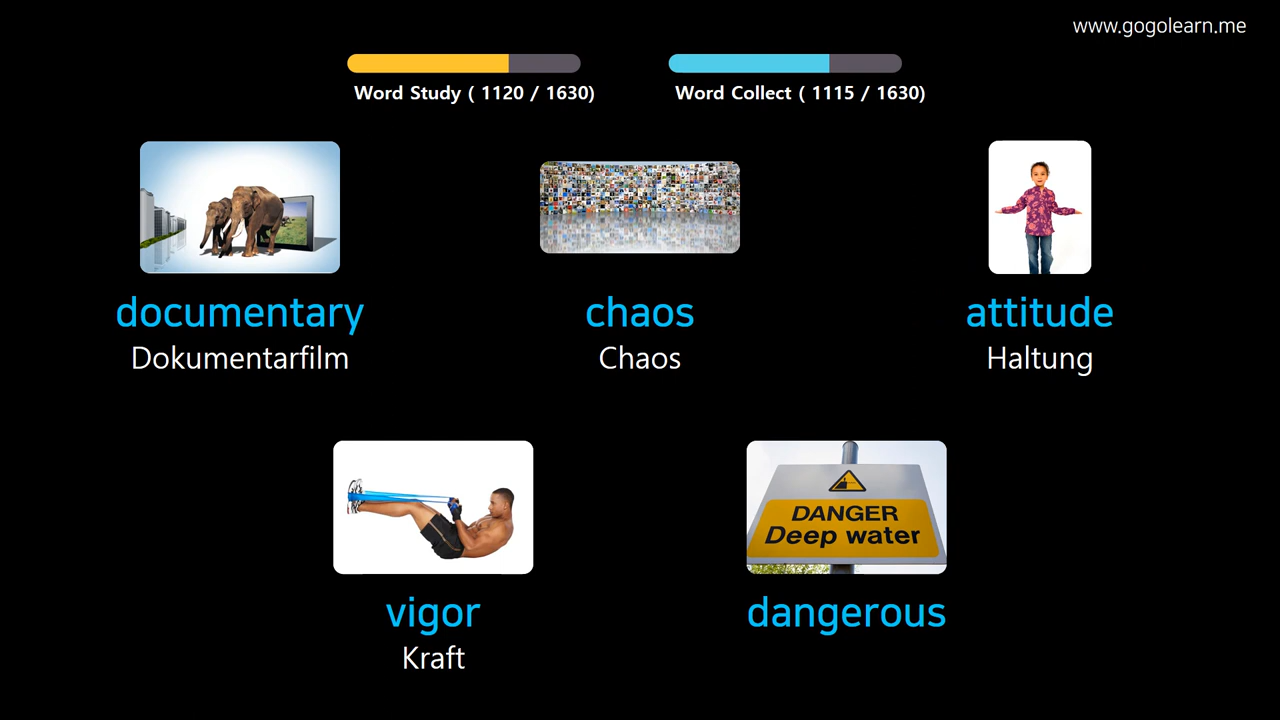 www.gogolearn.me
Word Study ( 1120 / 1630)
Word Collect ( 1115 / 1630)
documentary
Dokumentarfilm
chaos
Chaos
attitude
Haltung
DANGER
Deep water
vigor
Kraft
dangerous